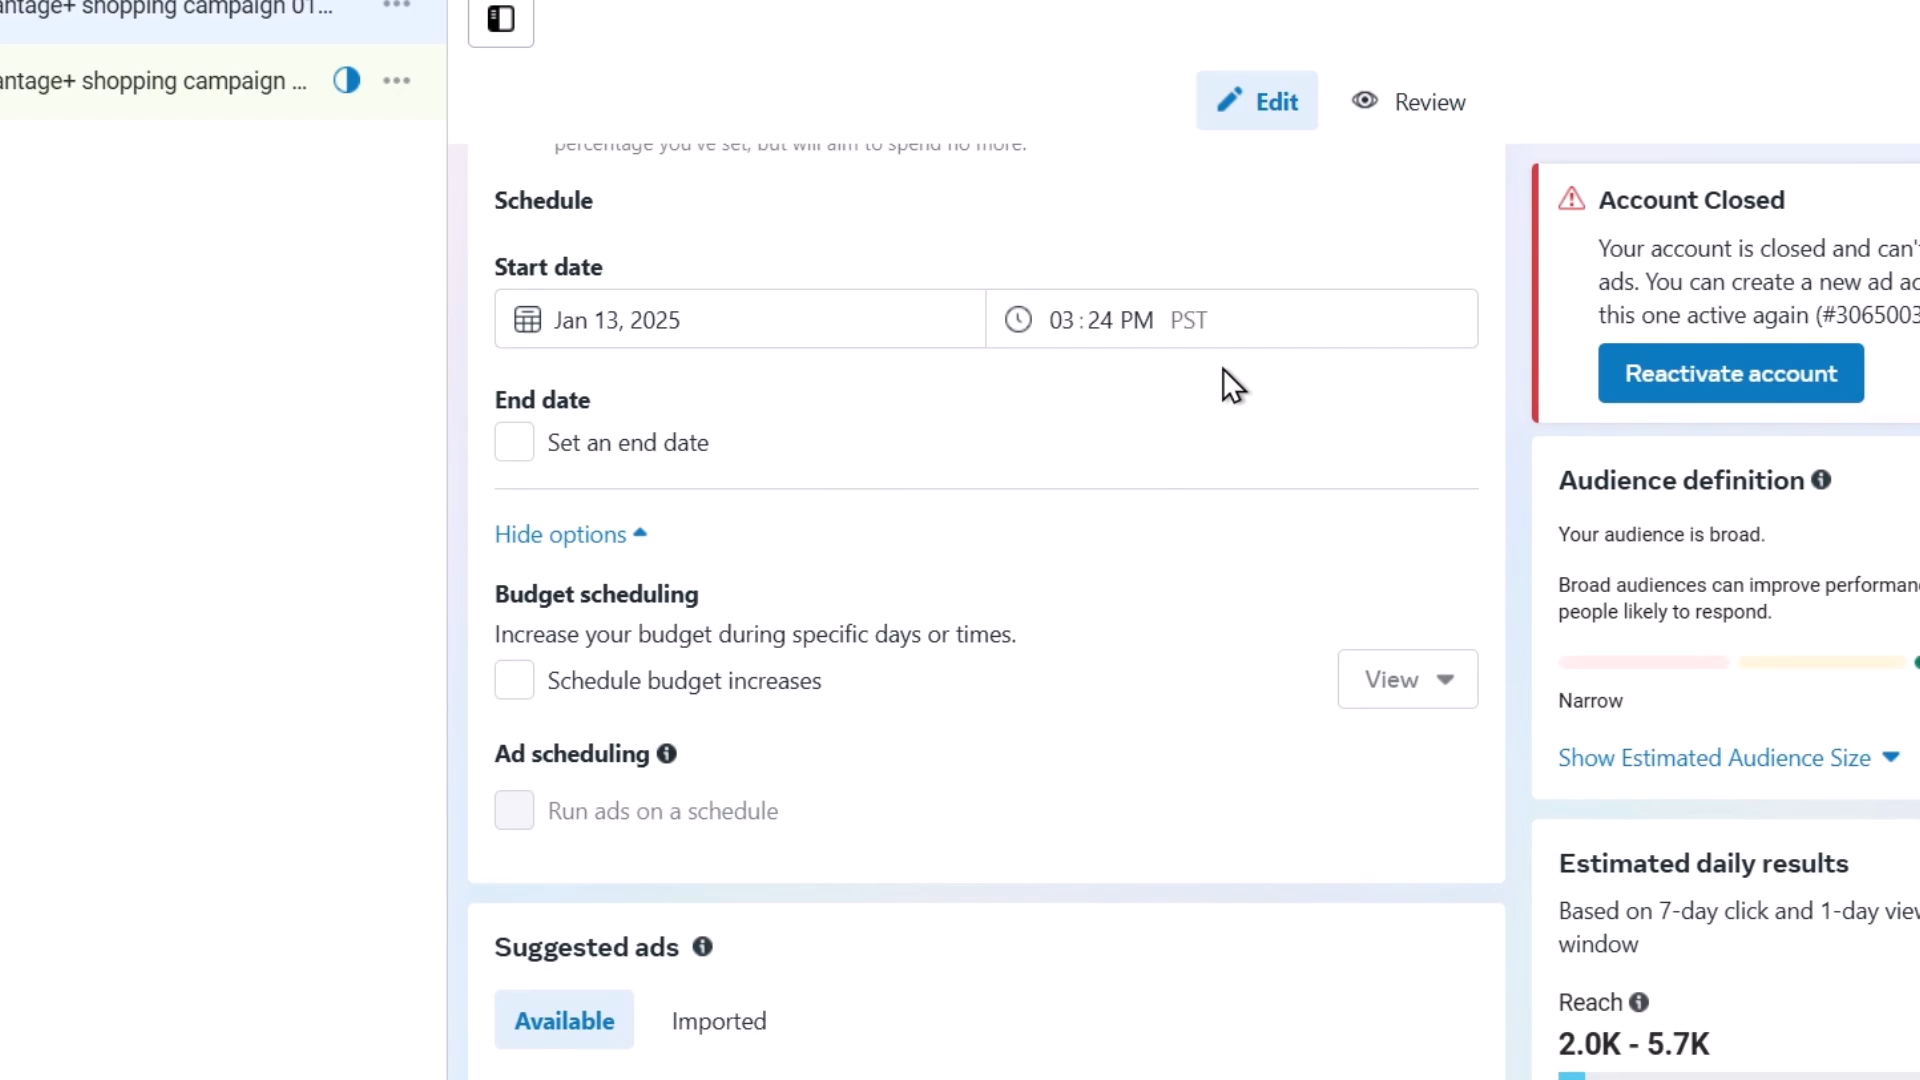 antage+ shopping campaign 01...
antage+ shopping campaign ...
Edit
Review
percentage you've set, but will aim to spend no more.
Schedule
Start date
Jan 13, 2025
03:24 PM PST
End date
Set an end date
Hide options
Budget scheduling
Increase your budget during specific days or times.
Schedule budget increases
View
Ad scheduling
Run ads on a schedule
Suggested ads
Available Imported
Account Closed
Your account is closed and can'
ads. You can create a new ad ac
this one active again (#3065003
Reactivate account
Audience definition
Your audience is broad.
Broad audiences can improve performan
people likely to respond.
Narrow
Show Estimated Audience Size
Estimated daily results
Based on 7-day click and 1-day view
window
Reach
2.0K - 5.7K